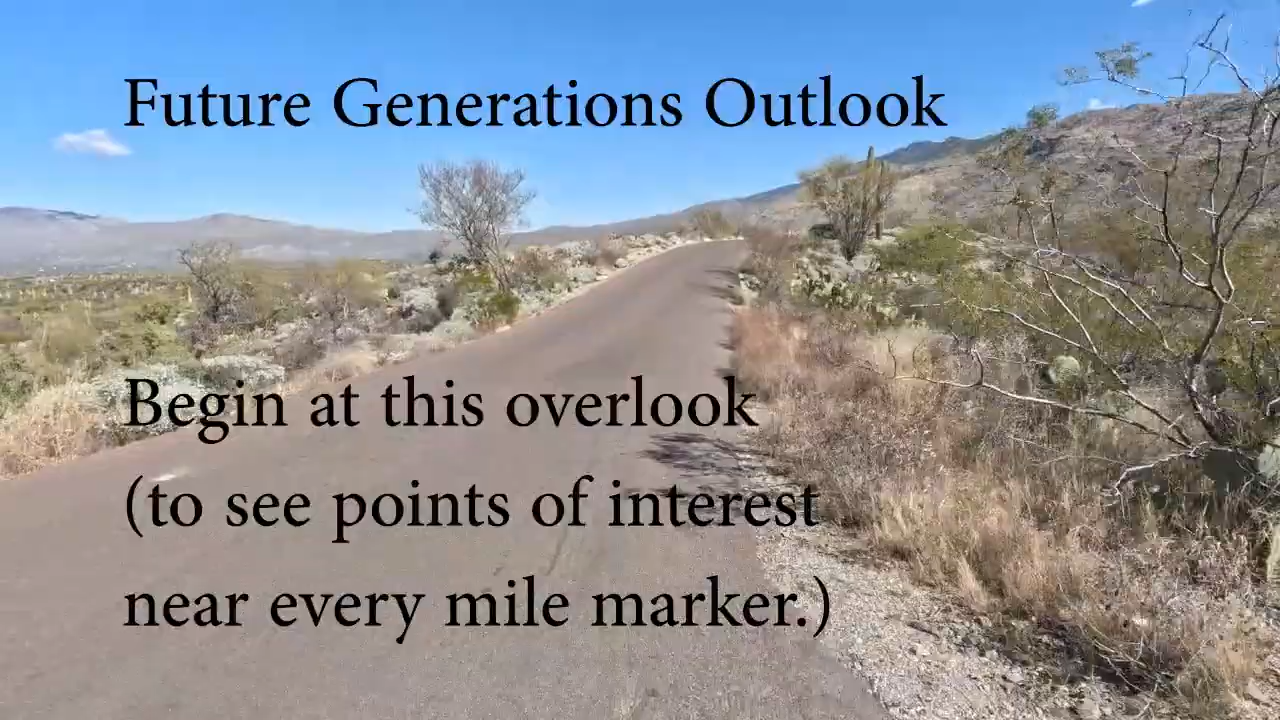 Future Generations Outlook
Begin at this overlook
(to see points of interest
near every mile marker.)